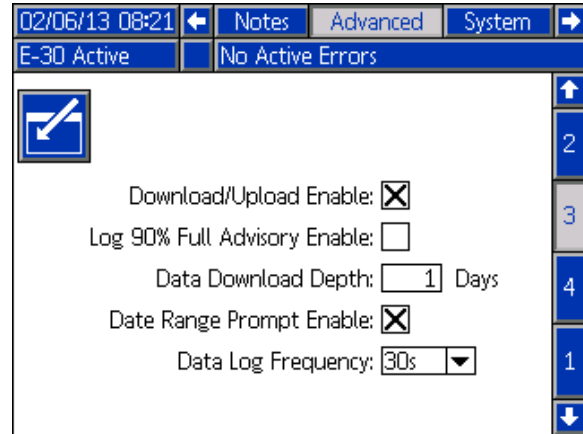 02/06/13 08:21 Notes Advanced System
E-30 Active No Active Errors
2
Download/Upload Enable:
3
Log 90% Full Advisory Enable:
Data Download Depth: 1 Days
4
Date Range Prompt Enable:
Data Log Frequency: 30s
1